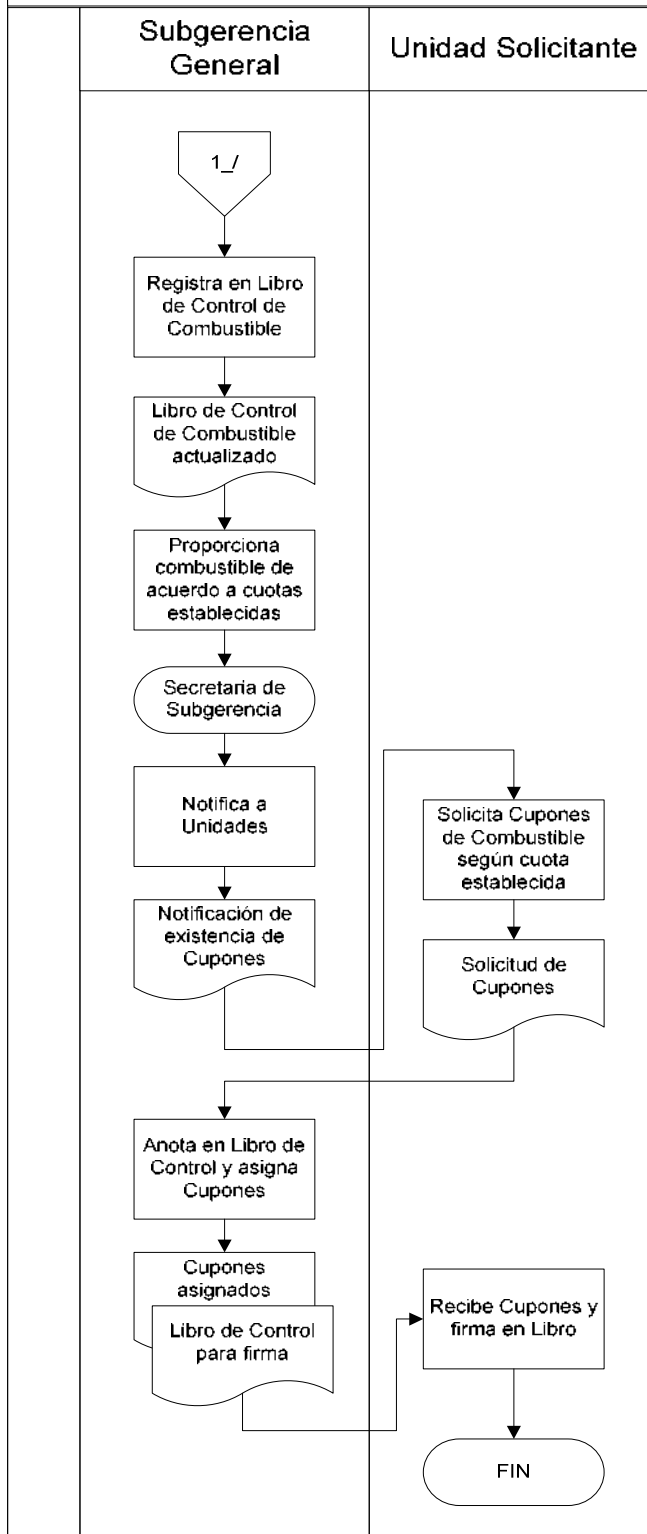 Subgerencia
General
Unidad Solicitante
1_/
Registra en Libro
de Control de
Combustible
Libro de Control
de Combustible
actualizado
Proporciona
combustible de
acuerdo a cuotas
establecidas
Secretaria de
Subgerencia
Notifica a
Unidades
Notificación de
existencia de
Cupones
Solicita Cupones
de Combustible
según cuota
establecida
Solicitud de
Cupones
Anota en Libro de
Control y asigna
Cupones
Cupones
asignados
Libro de Control
para firma
Recibe Cupones y
firma en Libro
FIN